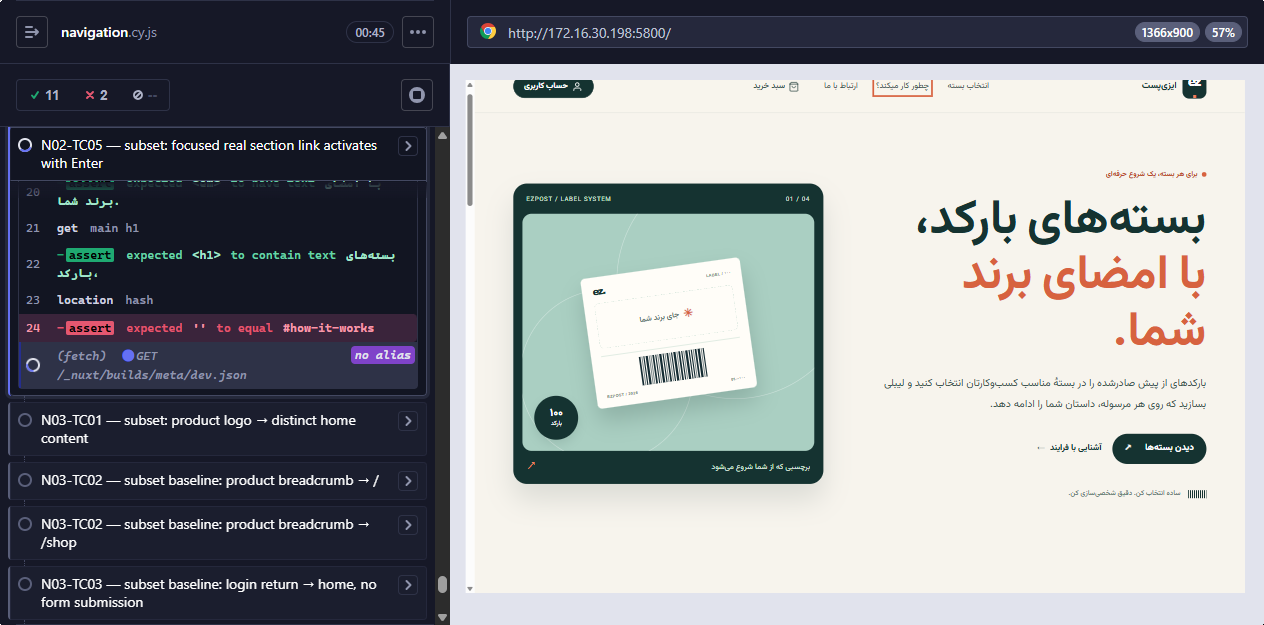 navigation.cy.js
00:45
http://172.16.30.198:5800/
1366x900
57%
11
2
--
N02-TC05 — subset: focused real section link activates
with Enter
20
برند شما.
21 get main h1
22 -assert expected <h1> to contain text بسته‌های
بارکد،
23 location hash
24 -assert expected '' to equal #how-it-works
(fetch) GET no alias
/_nuxt/builds/meta/dev.json
N03-TC01 — subset: product logo → distinct home
content
N03-TC02 — subset baseline: product breadcrumb → /
N03-TC02 — subset baseline: product breadcrumb →
/shop
N03-TC03 — subset baseline: login return → home, no
form submission
ez
ایزی‌پست
انتخاب بسته
چطور کار میکند؟
ارتباط با ما
سبد خرید
حساب کاربری
برای هر بسته، یک شروع حرفه‌ای
بسته‌های بارکد،
با امضای برند
شما.
بارکدهای از پیش صادرشده را در بستهٔ مناسب کسب‌وکارتان انتخاب کنید و لیبلی
بسازید که روی هر مرسوله، داستان شما را ادامه دهد.
دیدن بسته‌ها
آشنایی با فرایند ←
ساده انتخاب کن. دقیق شخصی‌سازی کن.
EZPOST / LABEL SYSTEM
01 / 04
ez.
جای برند شما
۱۰۰
بارکد
برچسبی که از شما شروع می‌شود